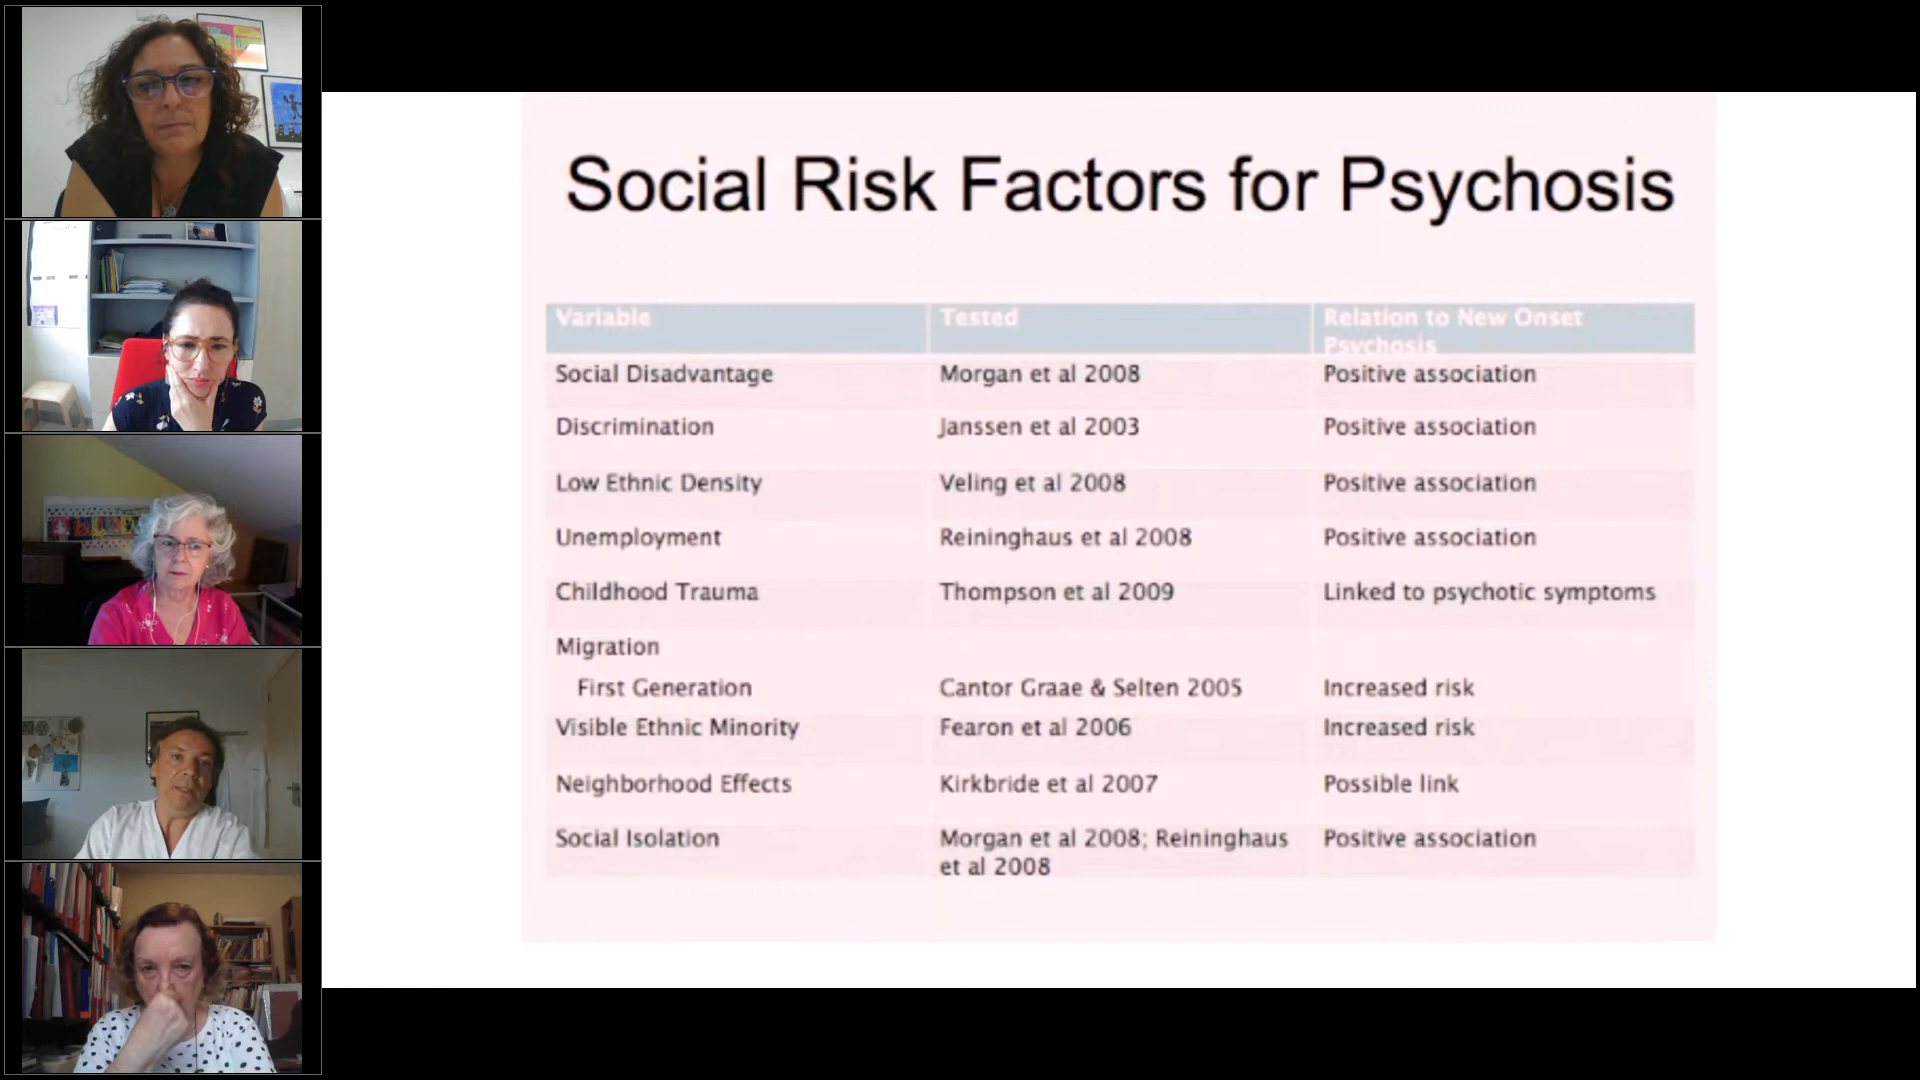 Social Risk Factors for Psychosis
Variable Tested Relation to New Onset
Psychosis
Social Disadvantage Morgan et al 2008 Positive association
Discrimination Janssen et al 2003 Positive association
Low Ethnic Density Veling et al 2008 Positive association
Unemployment Reininghaus et al 2008 Positive association
Childhood Trauma Thompson et al 2009 Linked to psychotic symptoms
Migration
First Generation Cantor Graae & Selten 2005 Increased risk
Visible Ethnic Minority Fearon et al 2006 Increased risk
Neighborhood Effects Kirkbride et al 2007 Possible link
Social Isolation Morgan et al 2008; Reininghaus Positive association
et al 2008